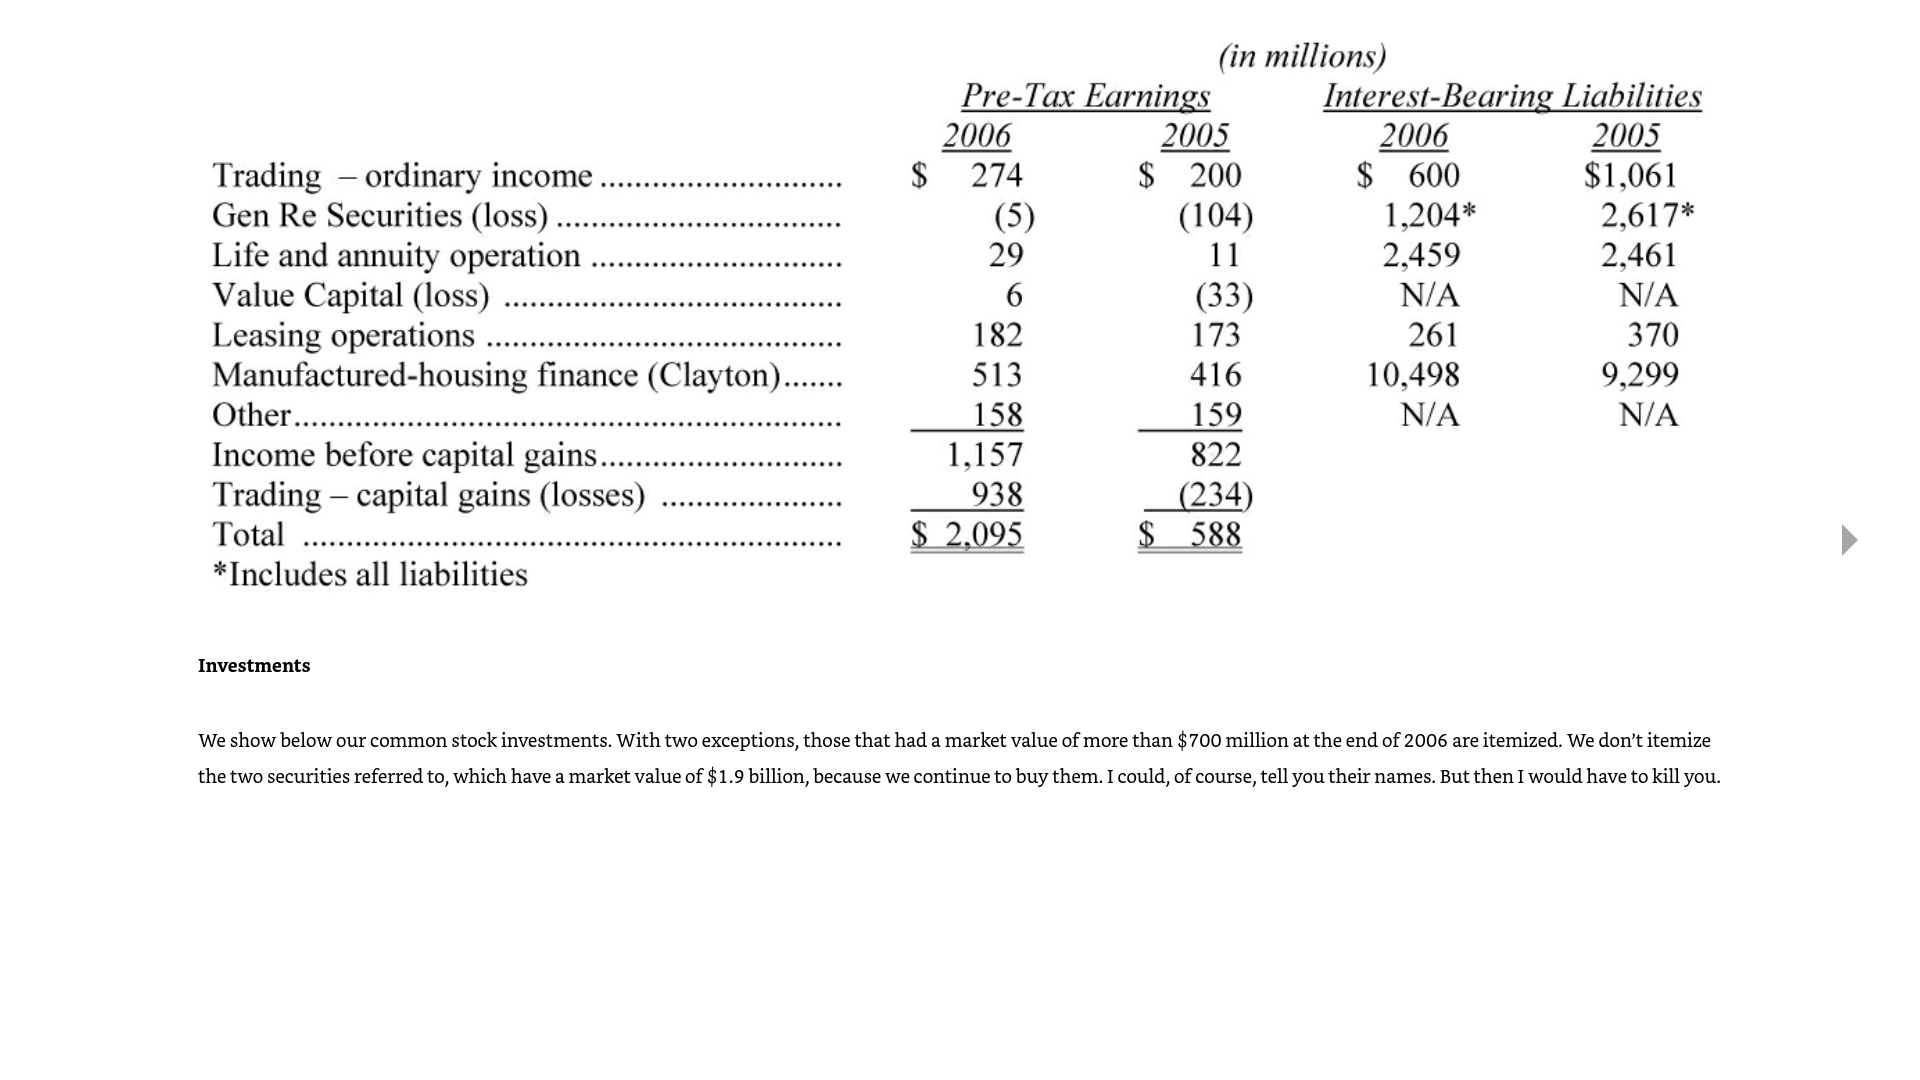 (in millions)
Pre-Tax Earnings Interest-Bearing Liabilities
2006 2005 2006 2005
Trading – ordinary income ............................ $ 274 $ 200 $ 600 $1,061
Gen Re Securities (loss) ................................. (5) (104) 1,204* 2,617*
Life and annuity operation ............................. 29 11 2,459 2,461
Value Capital (loss) ....................................... 6 (33) N/A N/A
Leasing operations ......................................... 182 173 261 370
Manufactured-housing finance (Clayton)....... 513 416 10,498 9,299
Other............................................................... 158 159 N/A N/A
Income before capital gains............................ 1,157 822
Trading – capital gains (losses) ..................... 938 (234)
Total .............................................................. $ 2,095 $ 588
*Includes all liabilities
Investments
We show below our common stock investments. With two exceptions, those that had a market value of more than $700 million at the end of 2006 are itemized. We don’t itemize
the two securities referred to, which have a market value of $1.9 billion, because we continue to buy them. I could, of course, tell you their names. But then I would have to kill you.